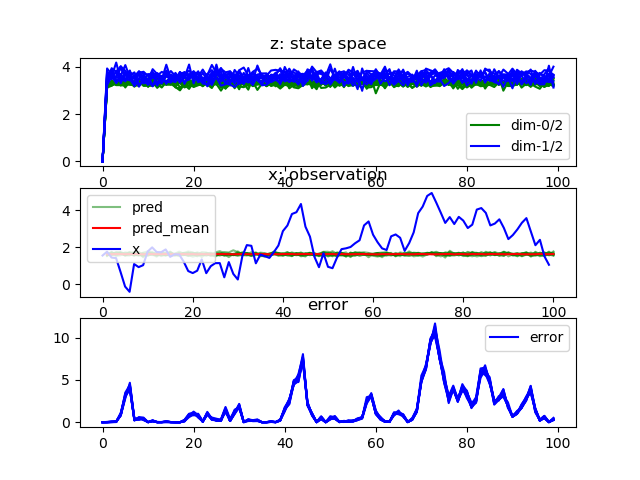 z: state space
4
2
0
dim-0/2
dim-1/2
0 20 40 60 80 100
x: observation
4
2
0
pred
pred_mean
x
0 20 40 60 80 100
error
10
5
0
error
0 20 40 60 80 100